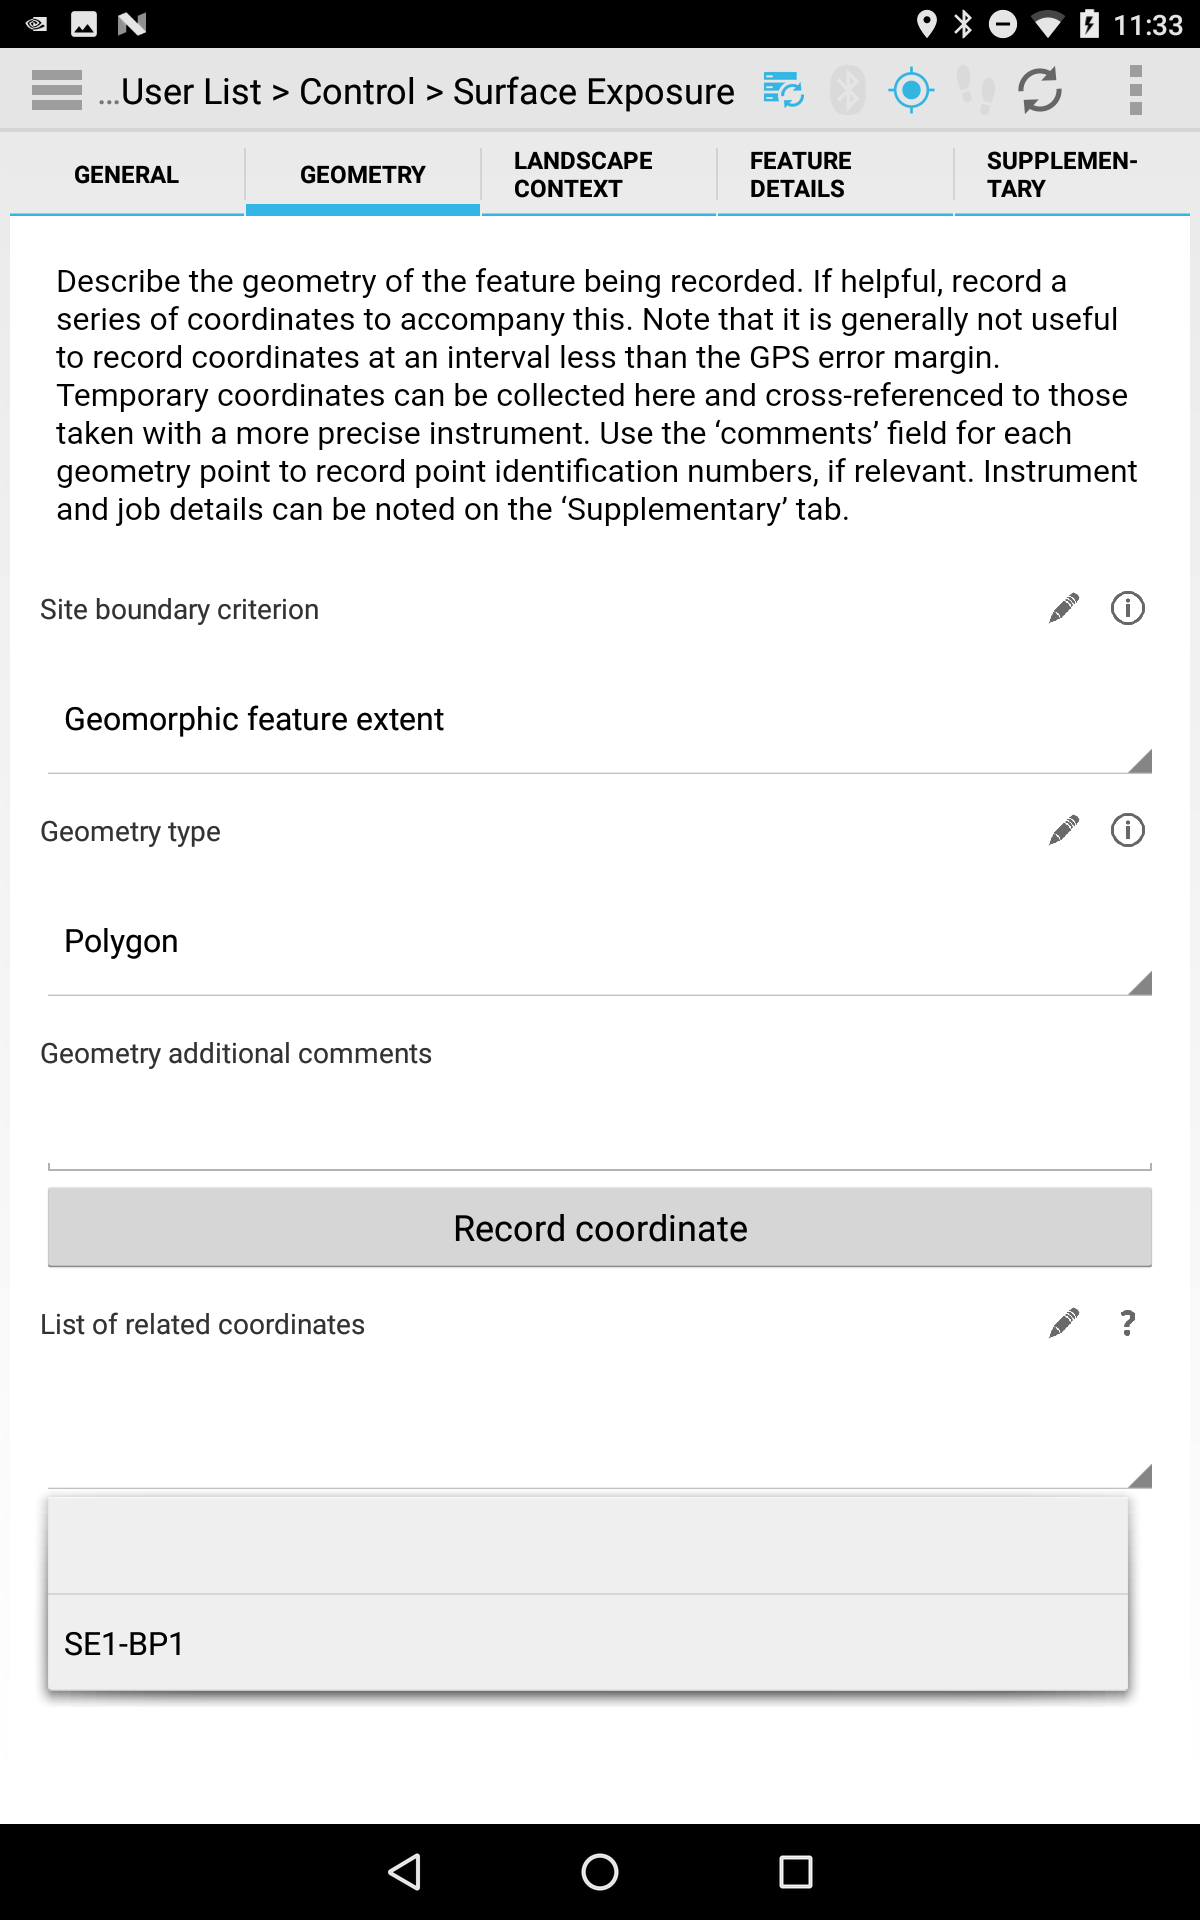 11:33
...User List > Control > Surface Exposure
GENERAL
GEOMETRY
LANDSCAPE
CONTEXT
FEATURE
DETAILS
SUPPLEMEN-
TARY
Describe the geometry of the feature being recorded. If helpful, record a
series of coordinates to accompany this. Note that it is generally not useful
to record coordinates at an interval less than the GPS error margin.
Temporary coordinates can be collected here and cross-referenced to those
taken with a more precise instrument. Use the ‘comments’ field for each
geometry point to record point identification numbers, if relevant. Instrument
and job details can be noted on the ‘Supplementary’ tab.
Site boundary criterion
Geomorphic feature extent
Geometry type
Polygon
Geometry additional comments
Record coordinate
List of related coordinates
?
SE1-BP1